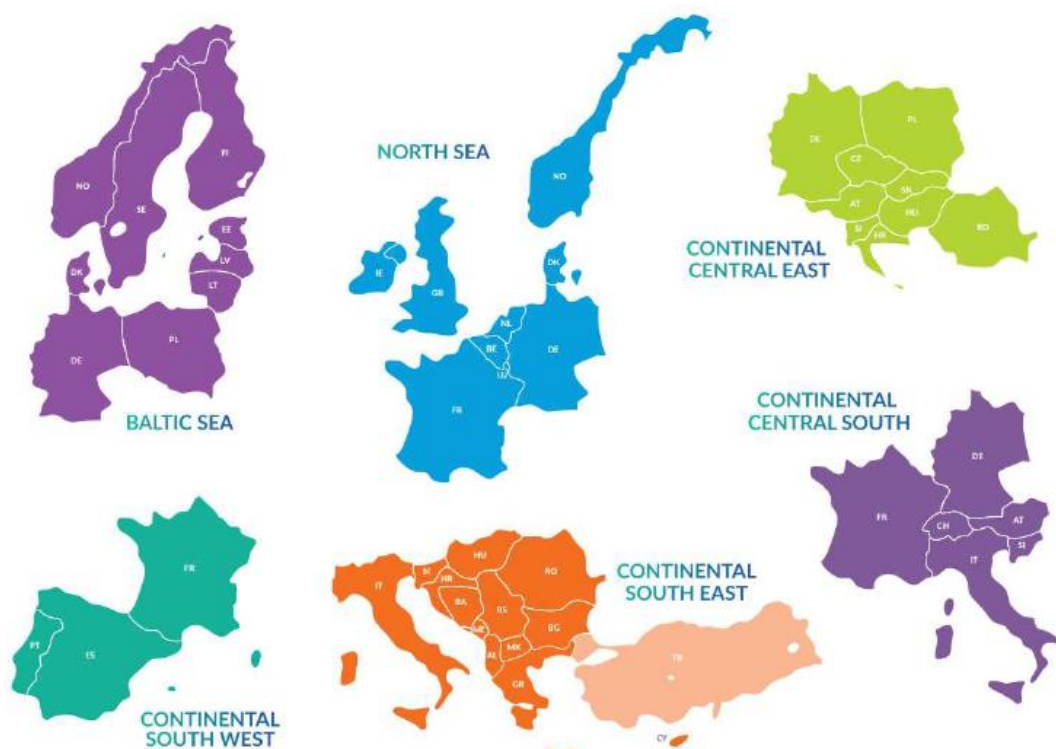 NO
SE
FI
EE
LV
LT
DK
DE
PL
BALTIC SEA
NORTH SEA
NO
IE
GB
DK
NL
BE
LU
DE
FR
DE
PL
CZ
SK
AT
HU
SI
HR
RO
CONTINENTAL
CENTRAL EAST
CONTINENTAL
CENTRAL SOUTH
DE
FR
CH
AT
SI
IT
FR
PT
ES
CONTINENTAL
SOUTH WEST
IT
SI
HU
HR
RO
BA
RS
ME
BG
AL
MK
GR
TR
CY
CONTINENTAL
SOUTH EAST